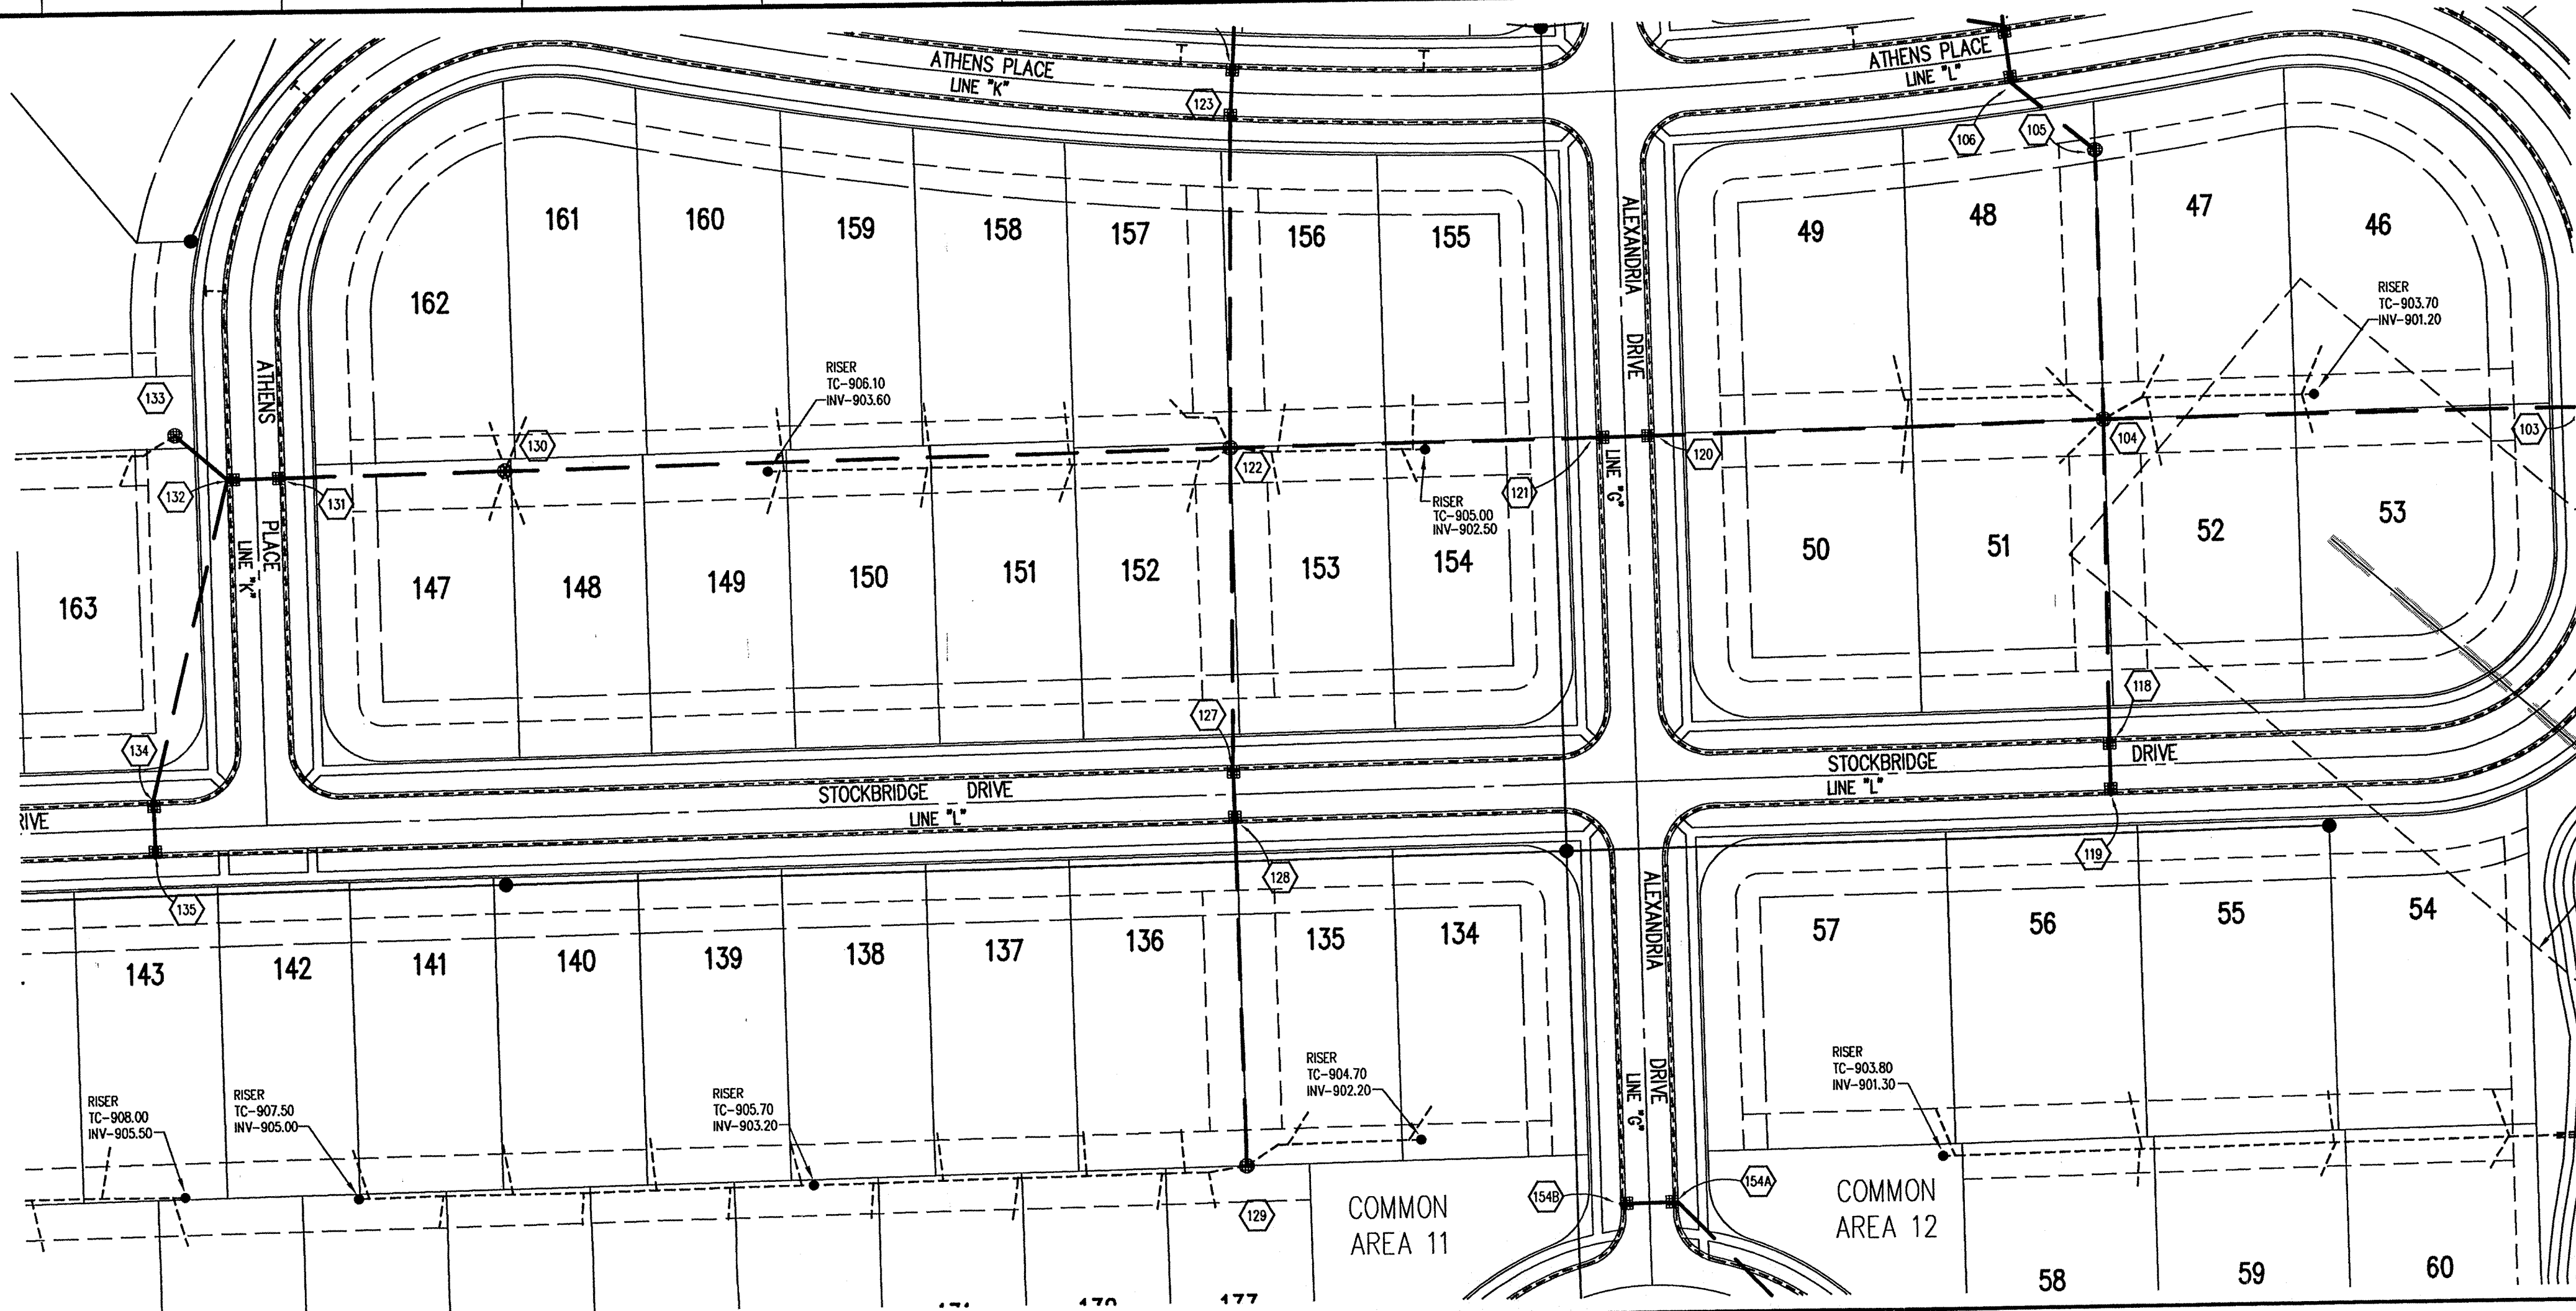 ATHENS PLACE
LINE "K"
123
ATHENS PLACE
LINE "L"
106
105
161
160
159
158
157
156
155
49
48
47
46
162
ALEXANDRIA
DRIVE
RISER
TC-903.70
INV-901.20
ATHENS
PLACE
LINE "K"
133
RISER
TC-906.10
INV-903.60
130
122
120
104
103
132
131
121
LINE "G"
RISER
TC-905.00
INV-902.50
163
147
148
149
150
151
152
153
154
50
51
52
53
134
127
118
RIVE
STOCKBRIDGE DRIVE
LINE "L"
STOCKBRIDGE DRIVE
LINE "L"
135
128
119
143
142
141
140
139
138
137
136
135
134
ALEXANDRIA
DRIVE
LINE "G"
57
56
55
54
RISER
TC-908.00
INV-905.50
RISER
TC-907.50
INV-905.00
RISER
TC-905.70
INV-903.20
RISER
TC-904.70
INV-902.20
RISER
TC-903.80
INV-901.30
129
COMMON
AREA 11
154B
154A
COMMON
AREA 12
58
59
60